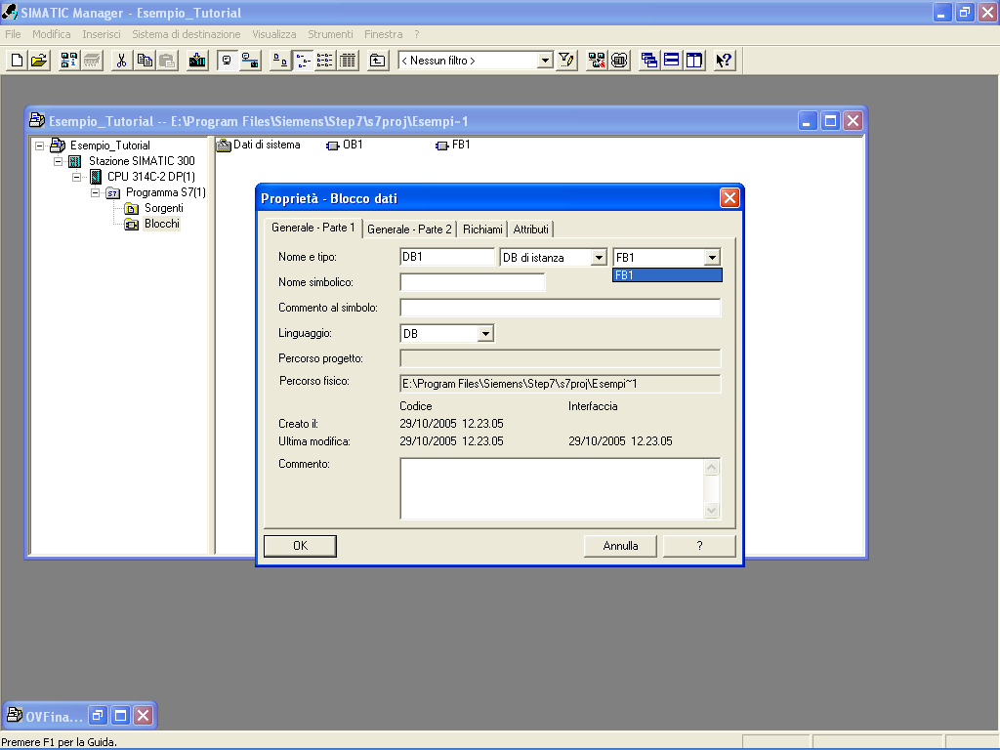 SIMATIC Manager - Esempio_Tutorial
File Modifica Inserisci Sistema di destinazione Visualizza Strumenti Finestra ?
< Nessun filtro >
Esempio_Tutorial -- E:\Program Files\Siemens\Step7\s7proj\Esempi~1
Esempio_Tutorial
Stazione SIMATIC 300
CPU 314C-2 DP(1)
Programma S7(1)
Sorgenti
Blocchi
Dati di sistema OB1 FB1
Proprietà - Blocco dati
Generale - Parte 1 Generale - Parte 2 Richiami Attributi
Nome e tipo: DB1 DB di istanza FB1
FB1
Nome simbolico:
Commento al simbolo:
Linguaggio: DB
Percorso progetto:
Percorso fisico: E:\Program Files\Siemens\Step7\s7proj\Esempi~1
Codice Interfaccia
Creato il: 29/10/2005 12.23.05
Ultima modifica: 29/10/2005 12.23.05 29/10/2005 12.23.05
Commento:
OK Annulla ?
OVFina...
Premere F1 per la Guida.